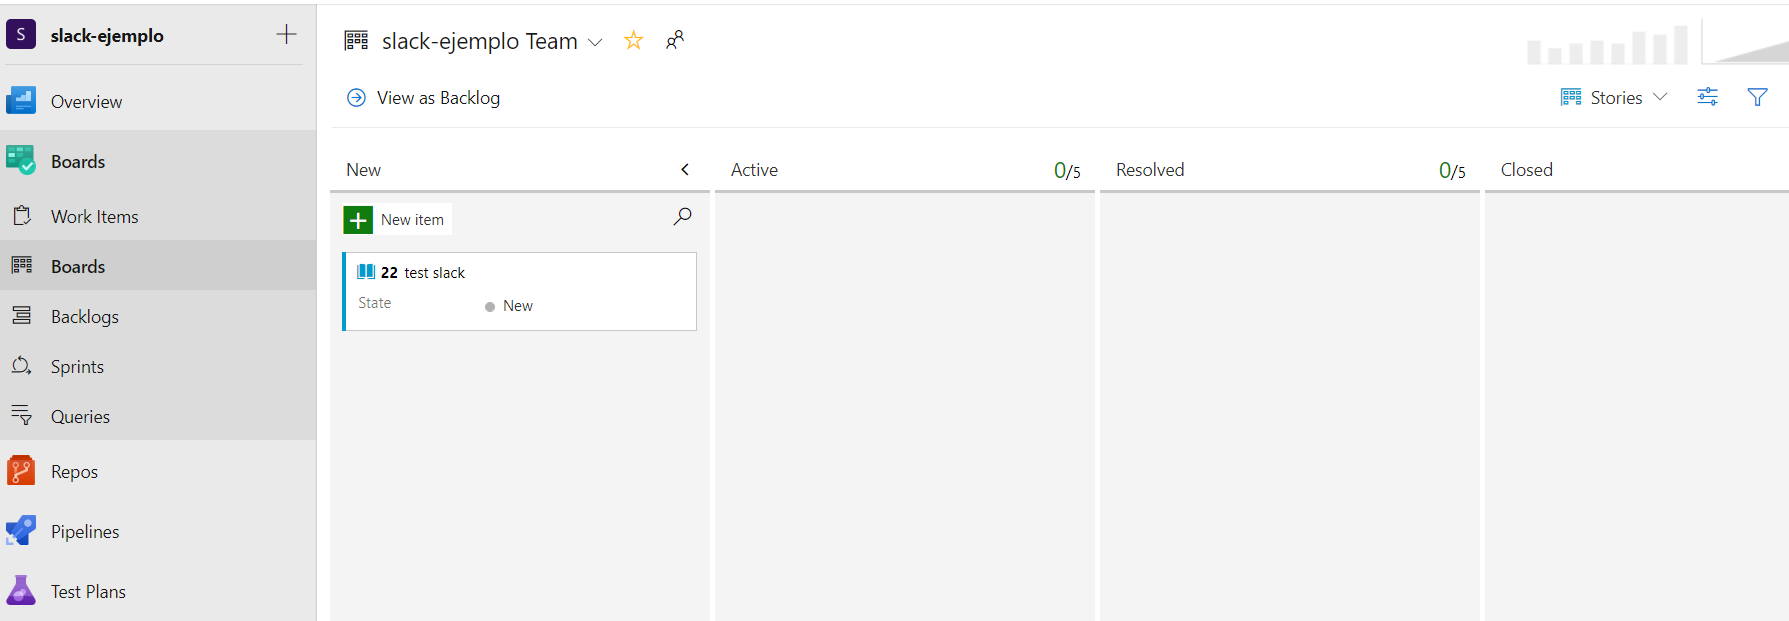 S slack-ejemplo
Overview
Boards
Work Items
Boards
Backlogs
Sprints
Queries
Repos
Pipelines
Test Plans
slack-ejemplo Team
View as Backlog
Stories
New
Active 0/5
Resolved 0/5
Closed
New item
22 test slack
State New